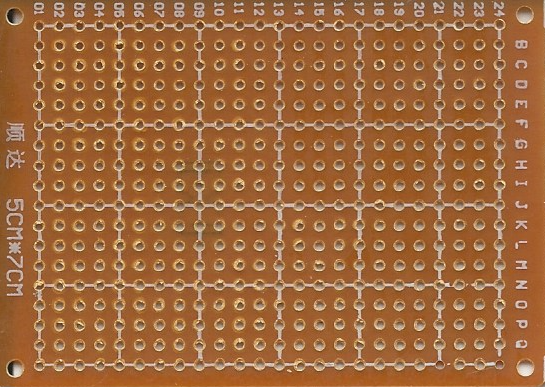 01 02 03 04 05 06 07 08 09 10 11 12 13 14 15 16 17 18 19 20 21 22 23 24
顺达 5CM*7CM
B C D E F G H I J K L M N O P Q